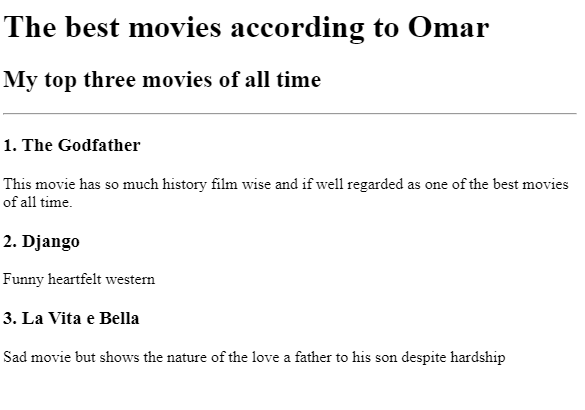 The best movies according to Omar
My top three movies of all time
1. The Godfather
This movie has so much history film wise and if well regarded as one of the best movies
of all time.
2. Django
Funny heartfelt western
3. La Vita e Bella
Sad movie but shows the nature of the love a father to his son despite hardship